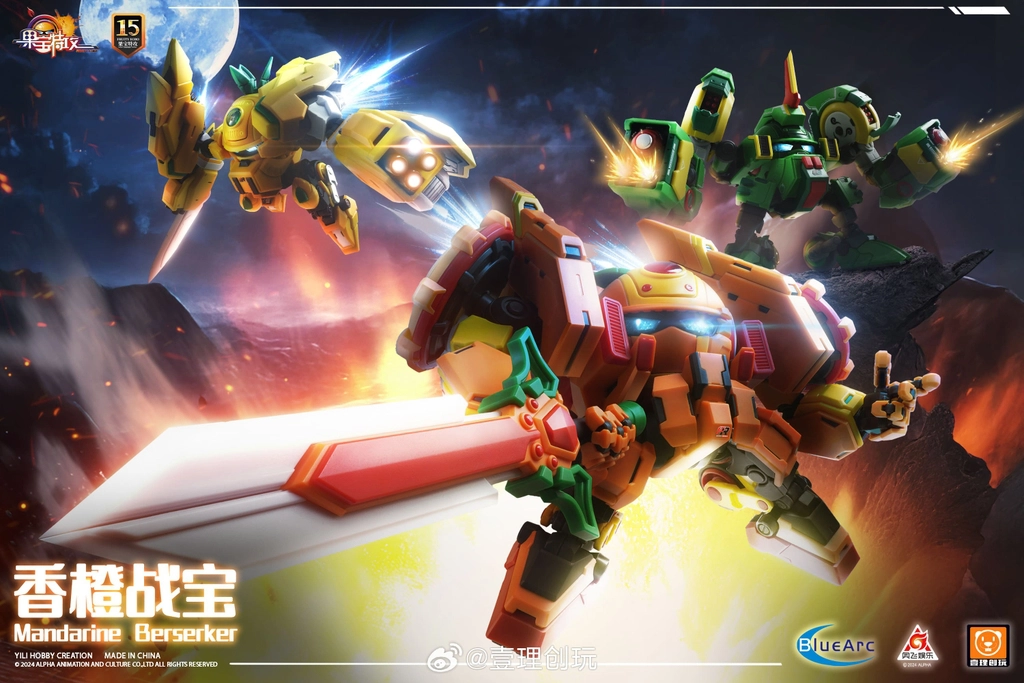 果宝特攻
15
果宝特攻
香橙战宝
Mandarine Berserker
YILI HOBBY CREATION MADE IN CHINA
© 2024 ALPHA ANIMATION AND CULTURE CO.,LTD ALL RIGHTS RESERVED
@壹理创玩
BLUEARC
奥飞娱乐
©2024 ALPHA
壹理创玩